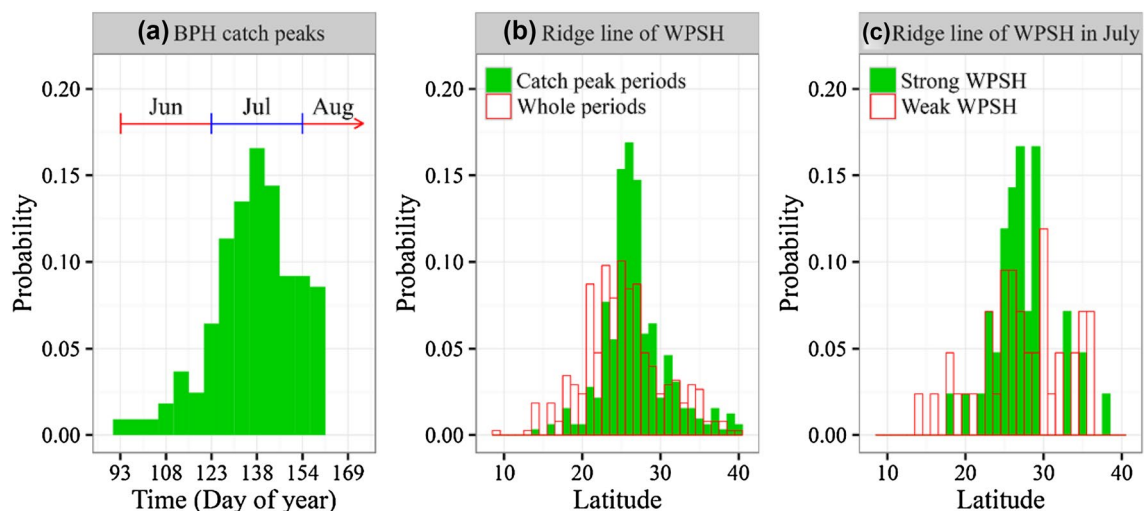 (a) BPH catch peaks
Probability
0.20
0.15
0.10
0.05
0.00
Jun Jul Aug
93 108 123 138 154 169
Time (Day of year)
(b) Ridge line of WPSH
Probability
0.20
0.15
0.10
0.05
0.00
Catch peak periods
Whole periods
10 20 30 40
Latitude
(c) Ridge line of WPSH in July
Probability
0.20
0.15
0.10
0.05
0.00
Strong WPSH
Weak WPSH
10 20 30 40
Latitude